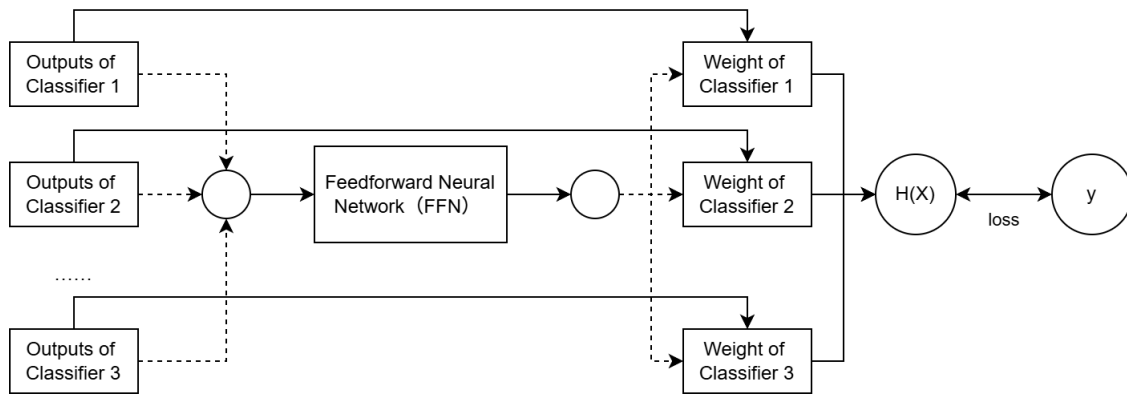 Outputs of
Classifier 1
Weight of
Classifier 1
Outputs of
Classifier 2
Feedforward Neural
Network（FFN）
Weight of
Classifier 2
H(X)
loss
y
......
Outputs of
Classifier 3
Weight of
Classifier 3